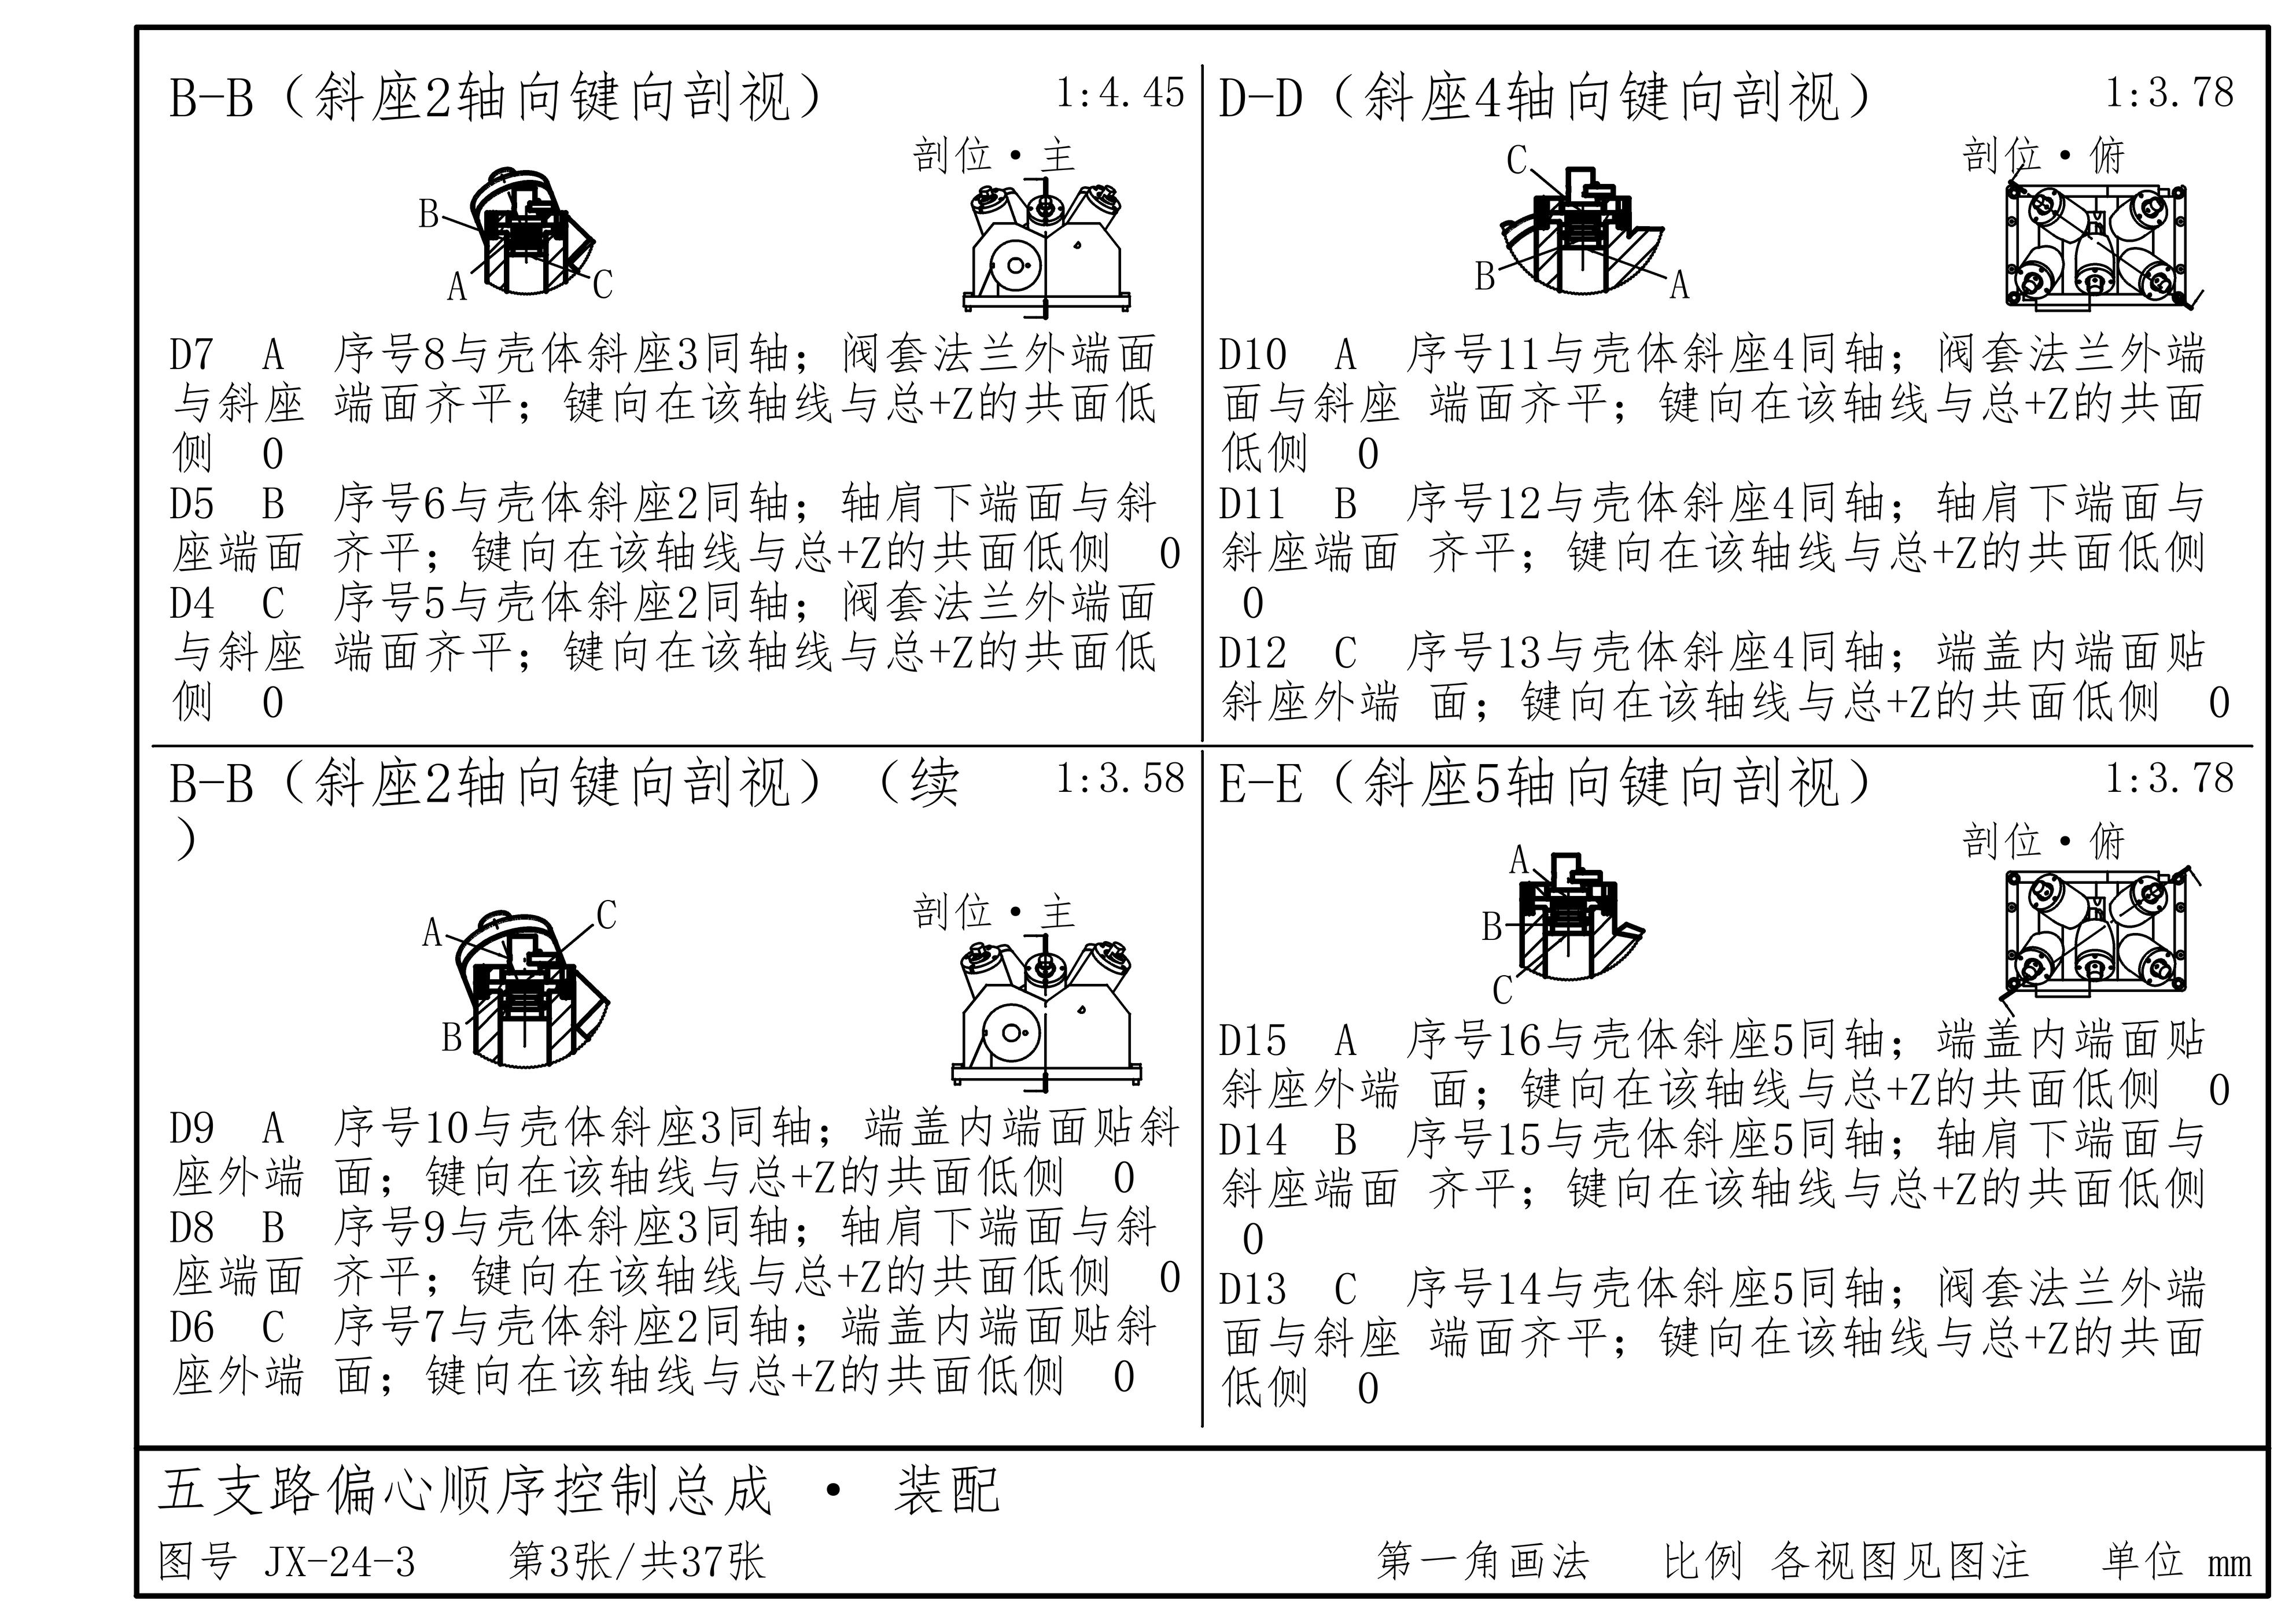 B-B（斜座2轴向键向剖视）
1:4.45
剖位·主
B
A
C
D7 A 序号8与壳体斜座3同轴；阀套法兰外端面
与斜座 端面齐平；键向在该轴线与总+Z的共面低
侧 0
D5 B 序号6与壳体斜座2同轴；轴肩下端面与斜
座端面 齐平；键向在该轴线与总+Z的共面低侧 0
D4 C 序号5与壳体斜座2同轴；阀套法兰外端面
与斜座 端面齐平；键向在该轴线与总+Z的共面低
侧 0
D-D（斜座4轴向键向剖视）
1:3.78
剖位·俯
C
B
A
D10 A 序号11与壳体斜座4同轴；阀套法兰外端
面与斜座 端面齐平；键向在该轴线与总+Z的共面
低侧 0
D11 B 序号12与壳体斜座4同轴；轴肩下端面与
斜座端面 齐平；键向在该轴线与总+Z的共面低侧
0
D12 C 序号13与壳体斜座4同轴；端盖内端面贴
斜座外端 面；键向在该轴线与总+Z的共面低侧 0
B-B（斜座2轴向键向剖视）（续
）
1:3.58
剖位·主
A
C
B
D9 A 序号10与壳体斜座3同轴；端盖内端面贴斜
座外端 面；键向在该轴线与总+Z的共面低侧 0
D8 B 序号9与壳体斜座3同轴；轴肩下端面与斜
座端面 齐平；键向在该轴线与总+Z的共面低侧 0
D6 C 序号7与壳体斜座2同轴；端盖内端面贴斜
座外端 面；键向在该轴线与总+Z的共面低侧 0
E-E（斜座5轴向键向剖视）
1:3.78
剖位·俯
A
B
C
D15 A 序号16与壳体斜座5同轴；端盖内端面贴
斜座外端 面；键向在该轴线与总+Z的共面低侧 0
D14 B 序号15与壳体斜座5同轴；轴肩下端面与
斜座端面 齐平；键向在该轴线与总+Z的共面低侧
0
D13 C 序号14与壳体斜座5同轴；阀套法兰外端
面与斜座 端面齐平；键向在该轴线与总+Z的共面
低侧 0
五支路偏心顺序控制总成 · 装配
图号 JX-24-3 第3张/共37张 第一角画法 比例 各视图见图注 单位 mm